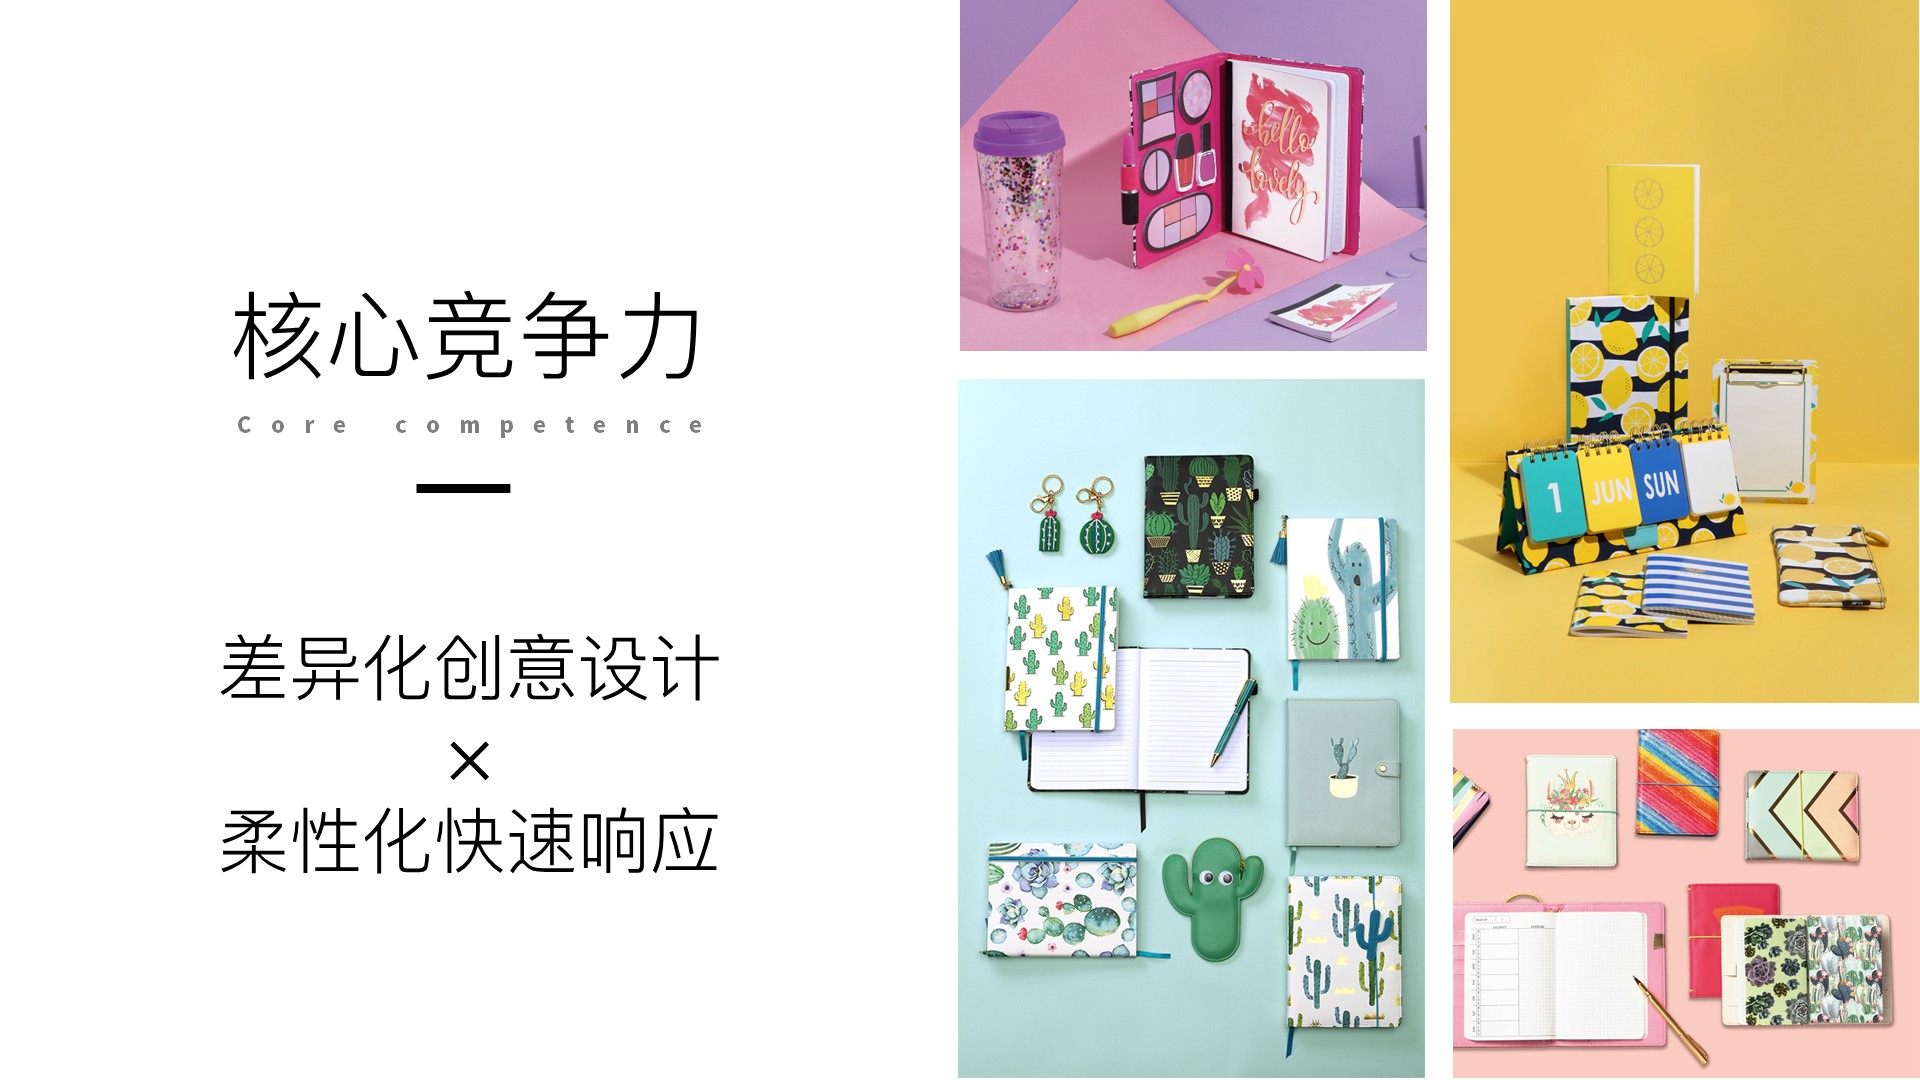 核心竞争力
Core competence
差异化创意设计
×
柔性化快速响应
hello
lovely
1
JUN
SUN